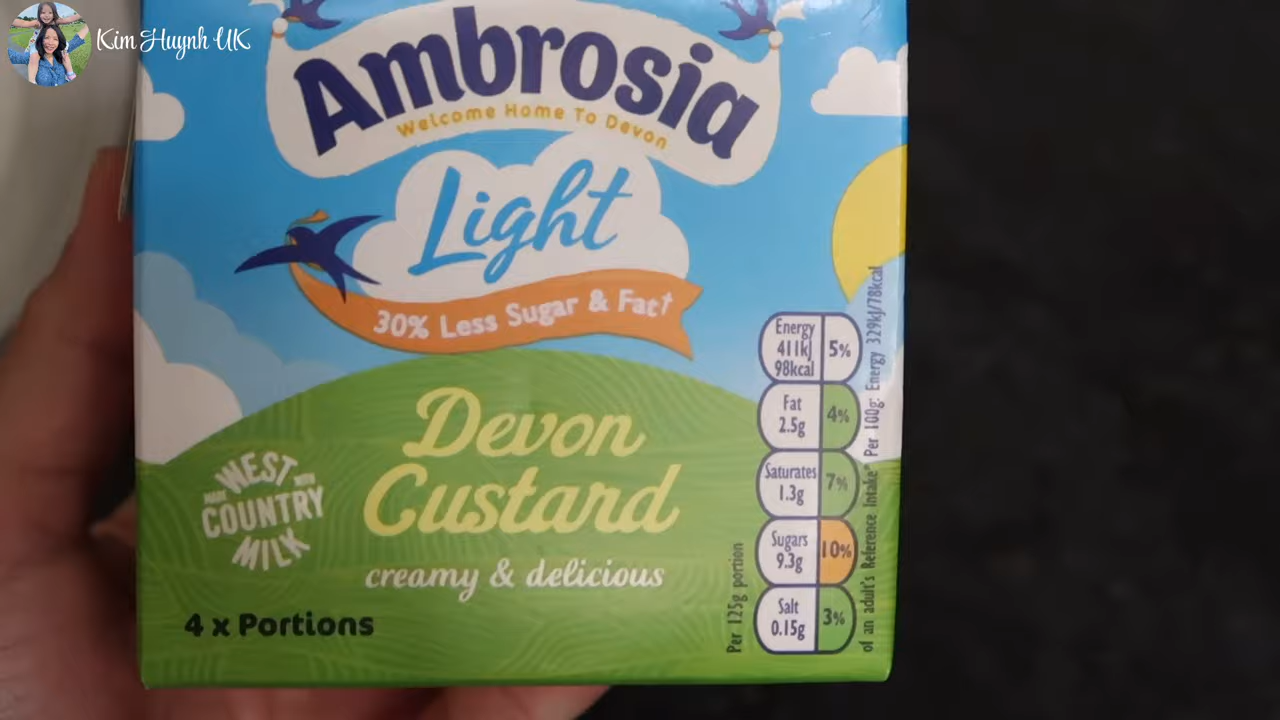 Kim Huynh UK
Ambrosia
Welcome Home To Devon
Light
30% Less Sugar & Fat†
Devon
Custard
creamy & delicious
MADE WITH
WEST
COUNTRY
MILK
4 x Portions
Per 125g portion
Energy
411kJ
98kcal
5%
Fat
2.5g
4%
Saturates
1.3g
7%
Sugars
9.3g
10%
Salt
0.15g
3%
of an adult's Reference Intake* Per 100g: Energy 329kJ/78kcal